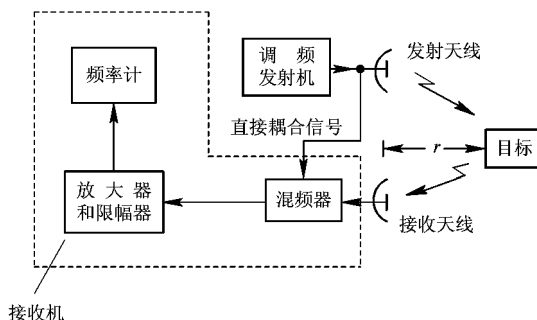 调 频
发射机
发射天线
频率计
直接耦合信号
r
目标
放 大 器
和限幅器
混频器
接收天线
接收机